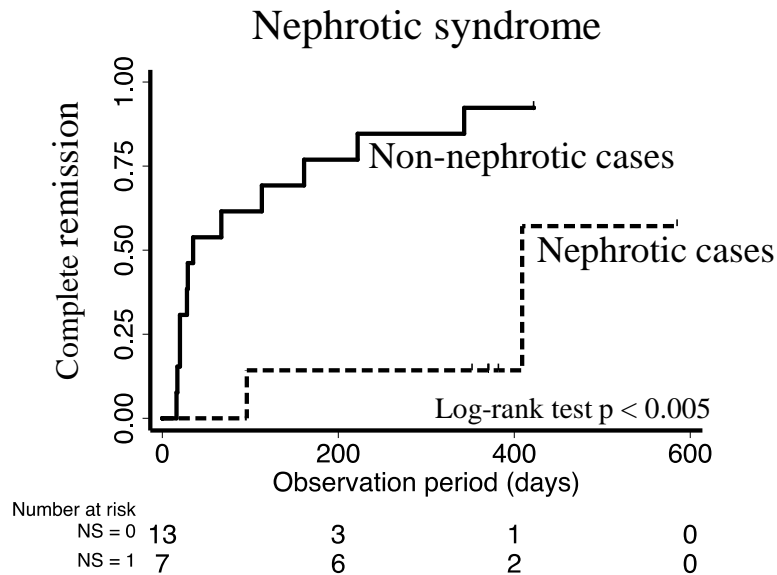 Nephrotic syndrome
Complete remission
1.00
0.75
0.50
0.25
0.00
Non-nephrotic cases
Nephrotic cases
Log-rank test p < 0.005
0 200 400 600
Observation period (days)
Number at risk
NS = 0 13 3 1 0
NS = 1 7 6 2 0